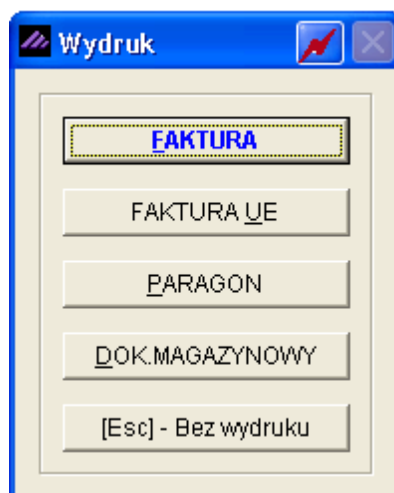 Wydruk
FAKTURA
FAKTURA UE
PARAGON
DOK.MAGAZYNOWY
[Esc] - Bez wydruku